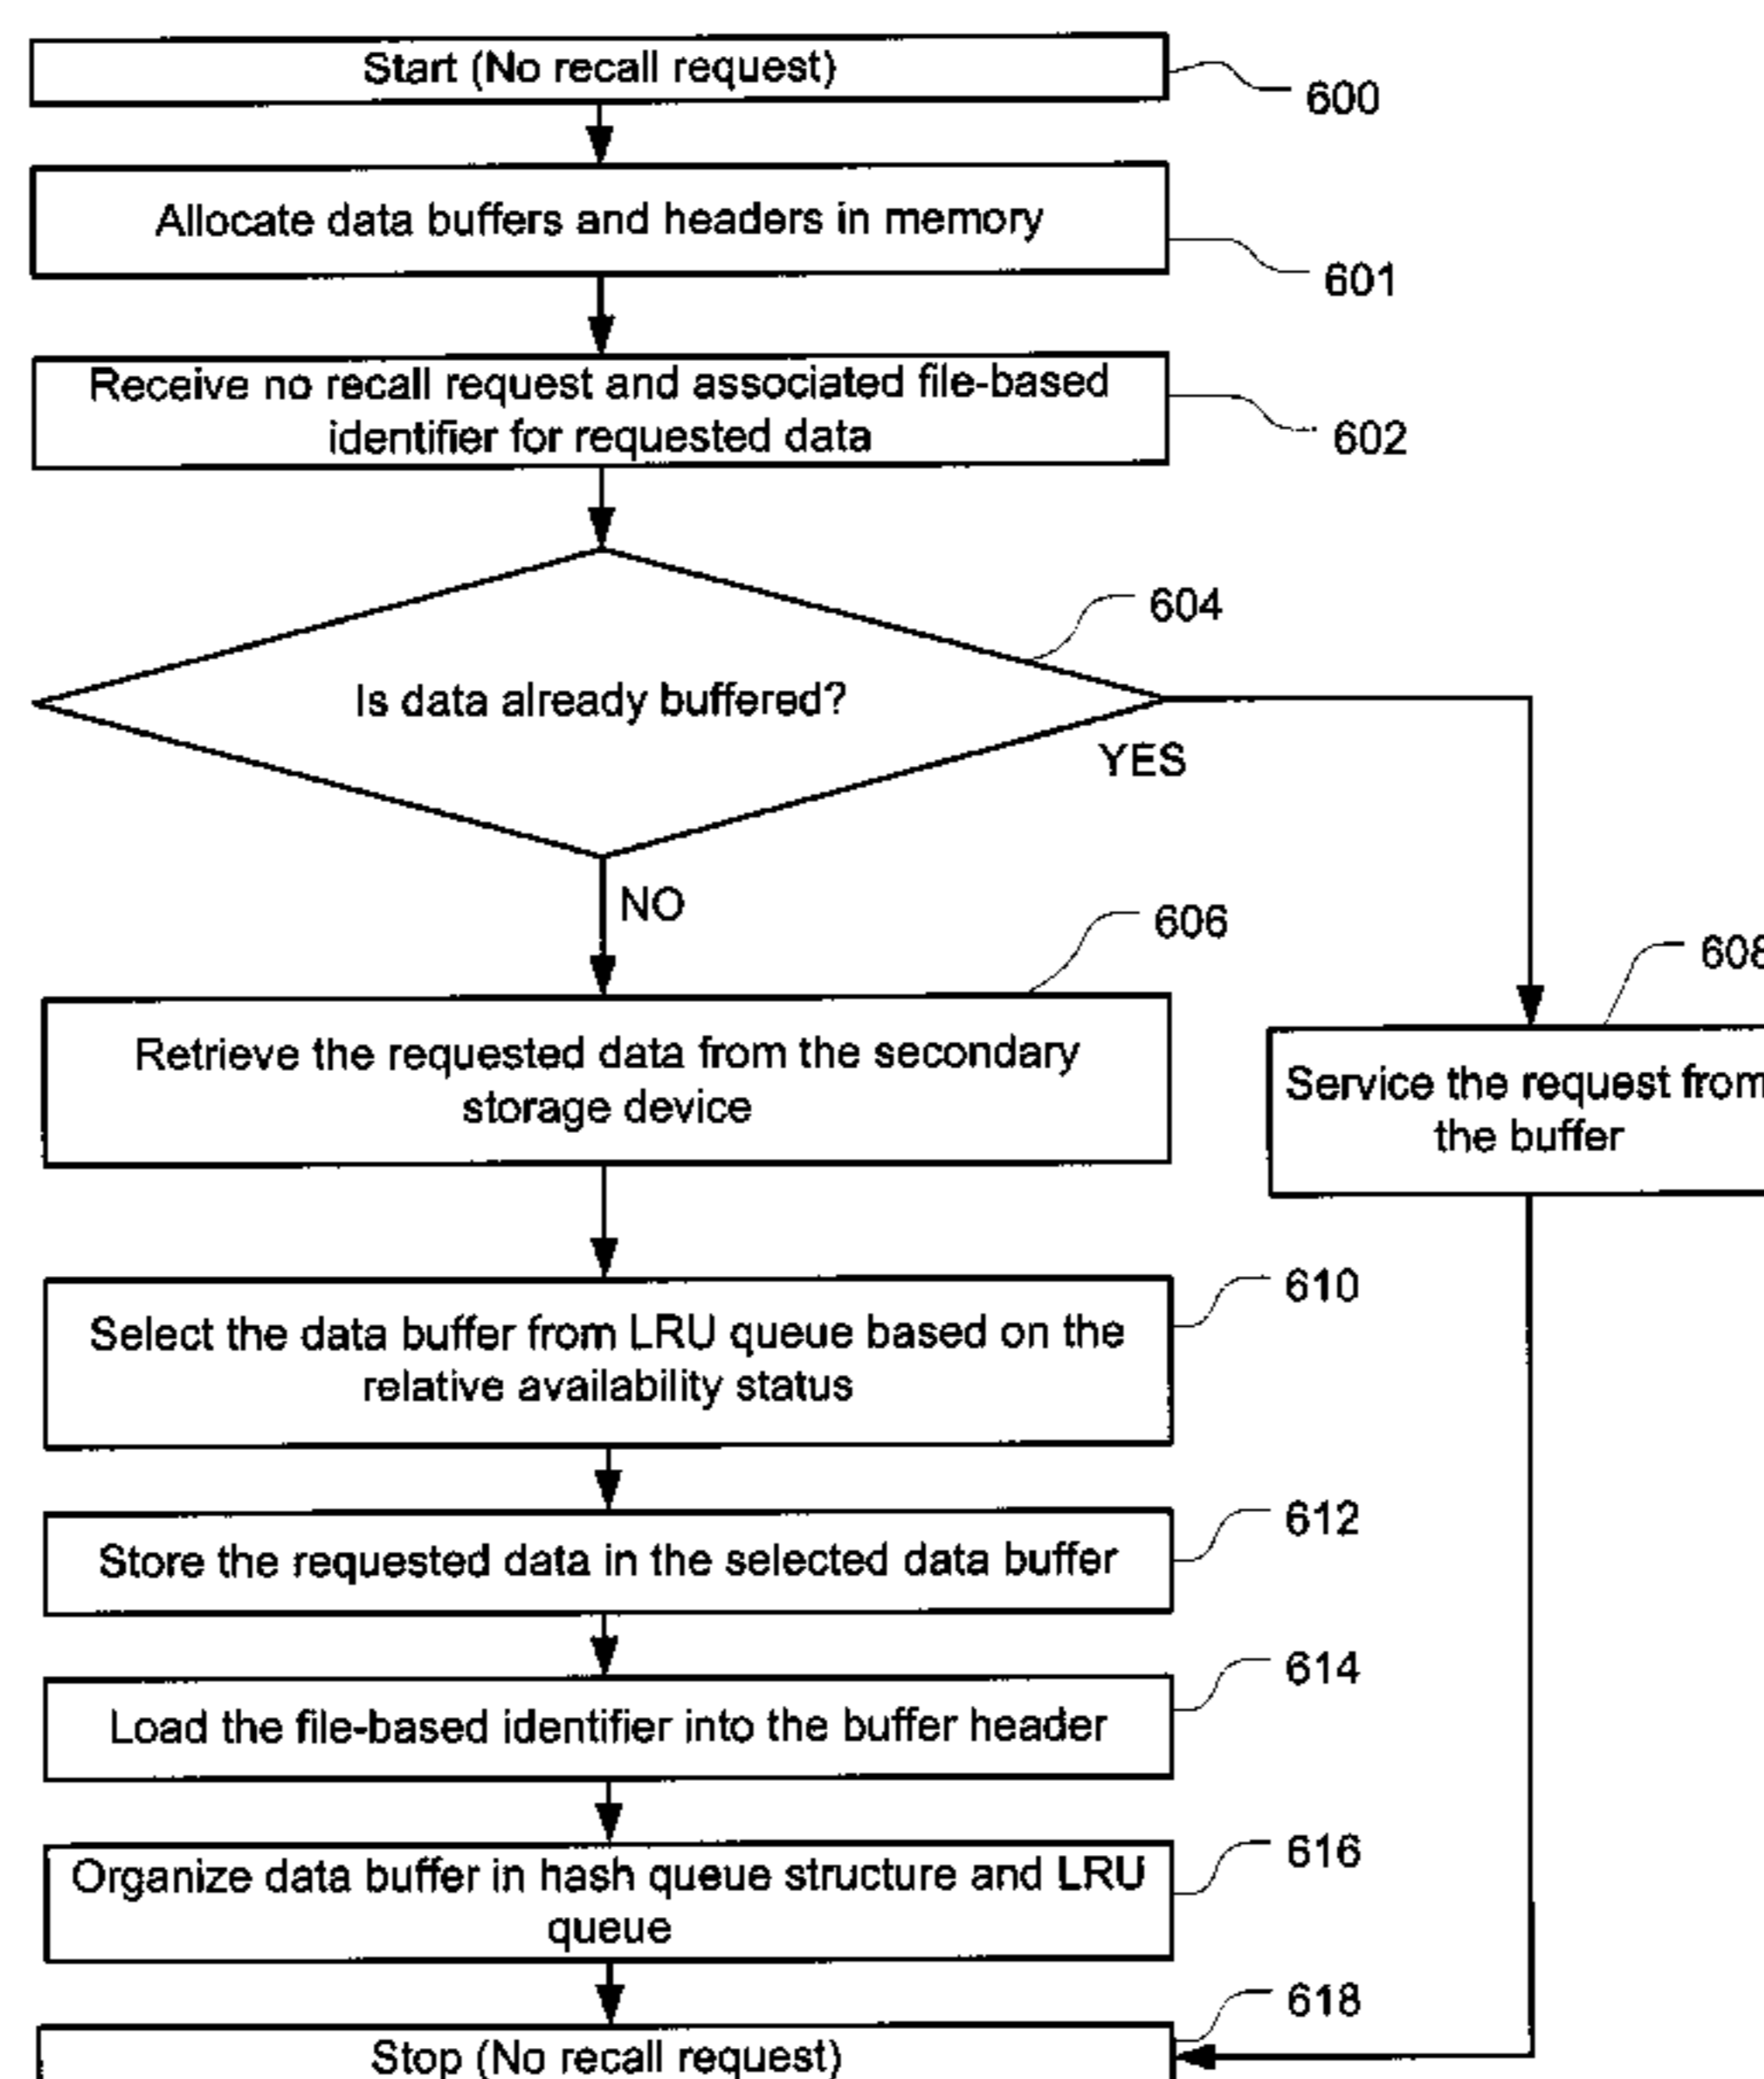 Start (No recall request)
600
Allocate data buffers and headers in memory
601
Receive no recall request and associated file-based
identifier for requested data
602
604
Is data already buffered?
YES
NO
606
608
Retrieve the requested data from the secondary
storage device
Service the request from
the buffer
610
Select the data buffer from LRU queue based on the
relative availability status
612
Store the requested data in the selected data buffer
614
Load the file-based identifier into the buffer header
616
Organize data buffer in hash queue structure and LRU
queue
618
Stop (No recall request)